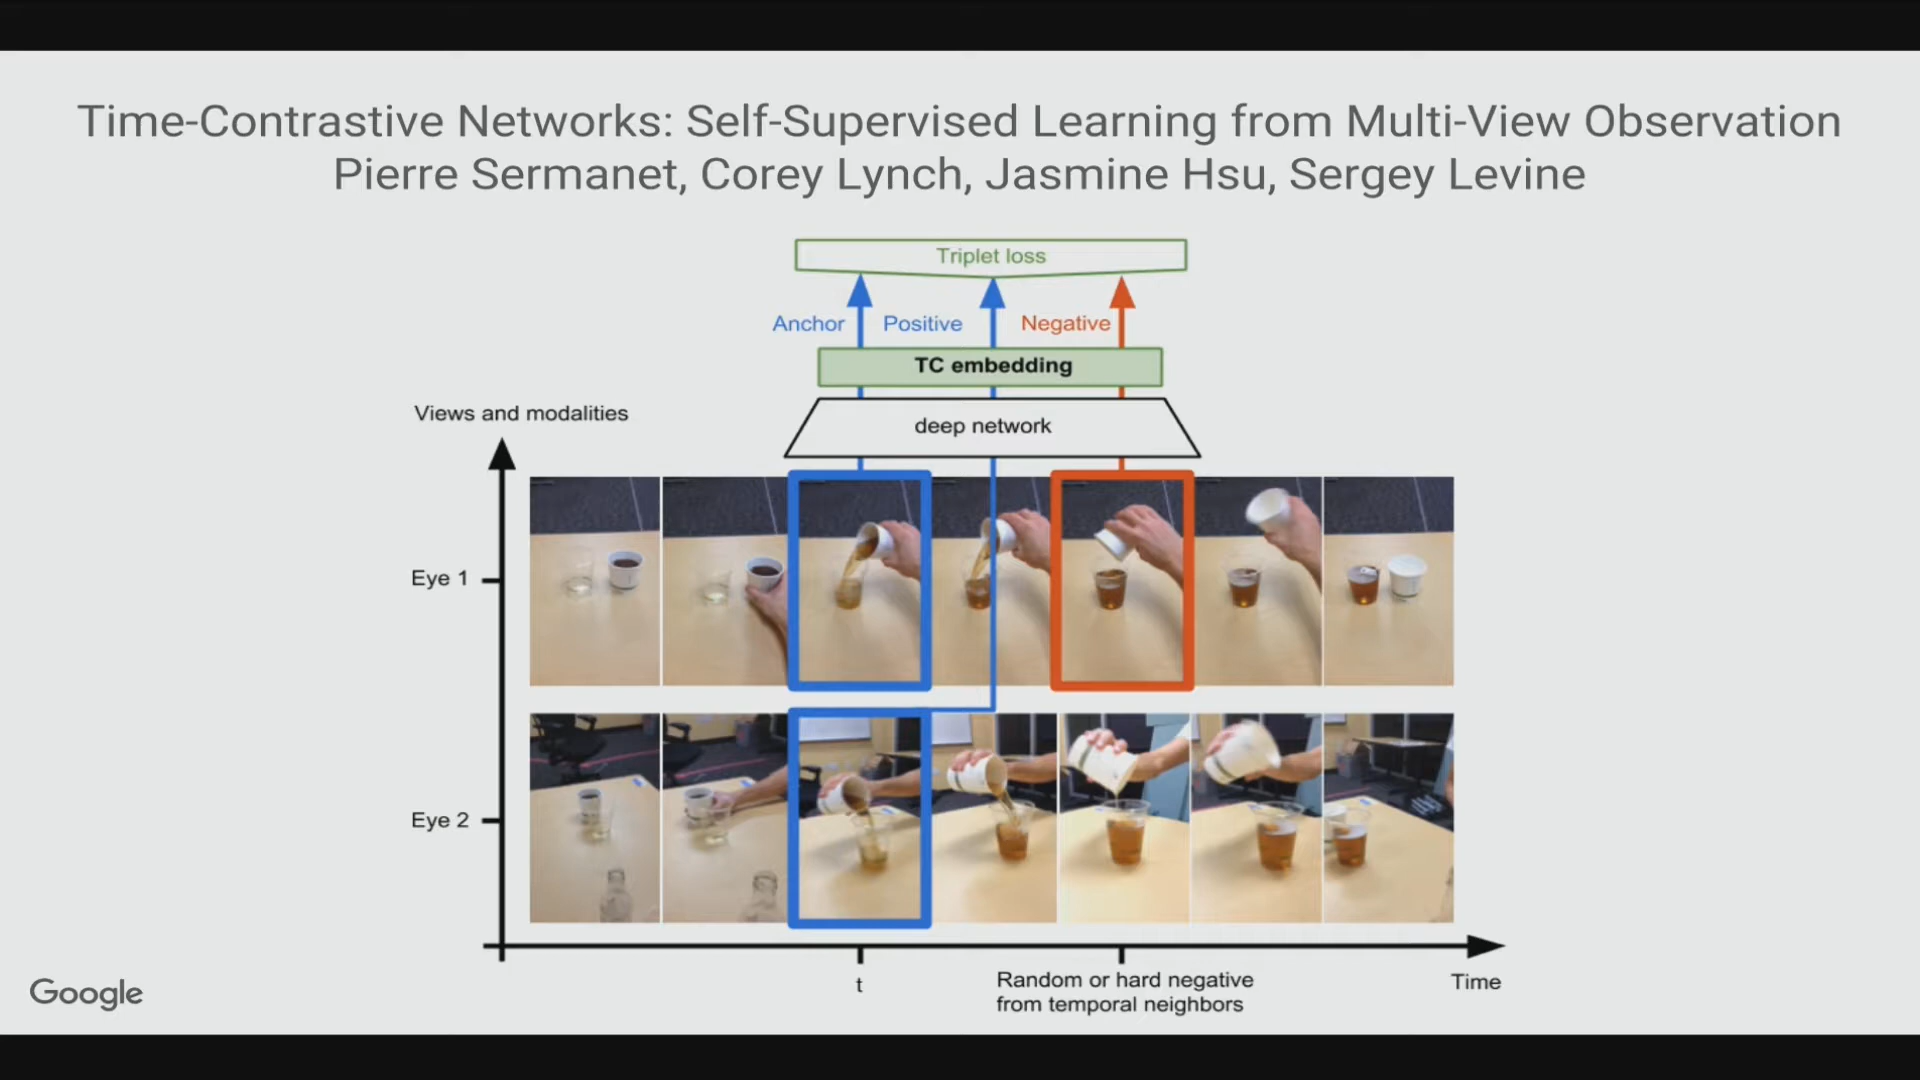 Time-Contrastive Networks: Self-Supervised Learning from Multi-View Observation
Pierre Sermanet, Corey Lynch, Jasmine Hsu, Sergey Levine
Triplet loss
Anchor
Positive
Negative
TC embedding
deep network
Views and modalities
Eye 1
Eye 2
t
Random or hard negative
from temporal neighbors
Time
Google